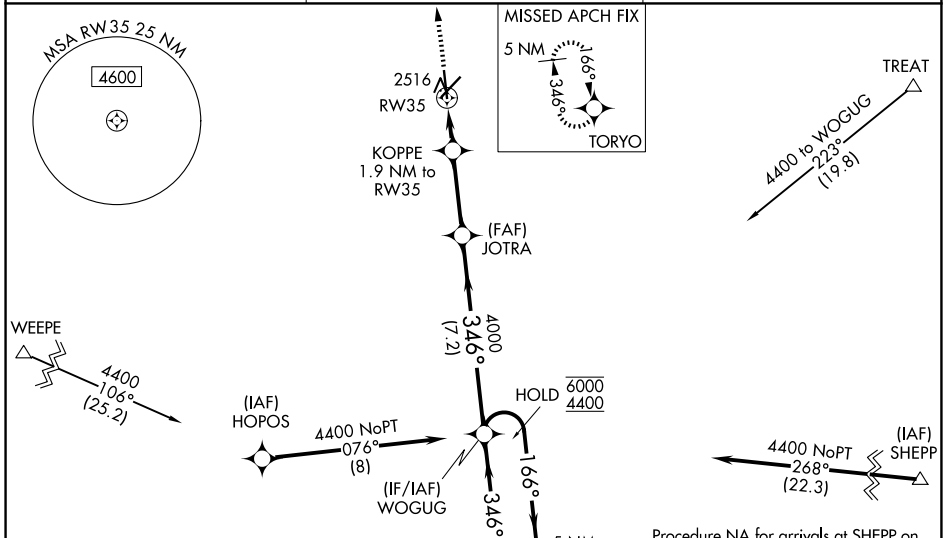 MSA RW35 25 NM
4600
2516
RW35
KOPPE
1.9 NM to
RW35
MISSED APCH FIX
5 NM
166°
346°
TORYO
TREAT
4400 to WOGUG
223°
(19.8)
(FAF)
JOTRA
4000
346°
(7.2)
WEEPE
4400
106°
(25.2)
(IAF)
HOPOS
4400 NoPT
076°
(8)
HOLD
6000
4400
(IF/IAF)
WOGUG
346°
166°
5 NM
(IAF)
SHEPP
4400 NoPT
268°
(22.3)
Procedure NA for arrivals at SHEPP on